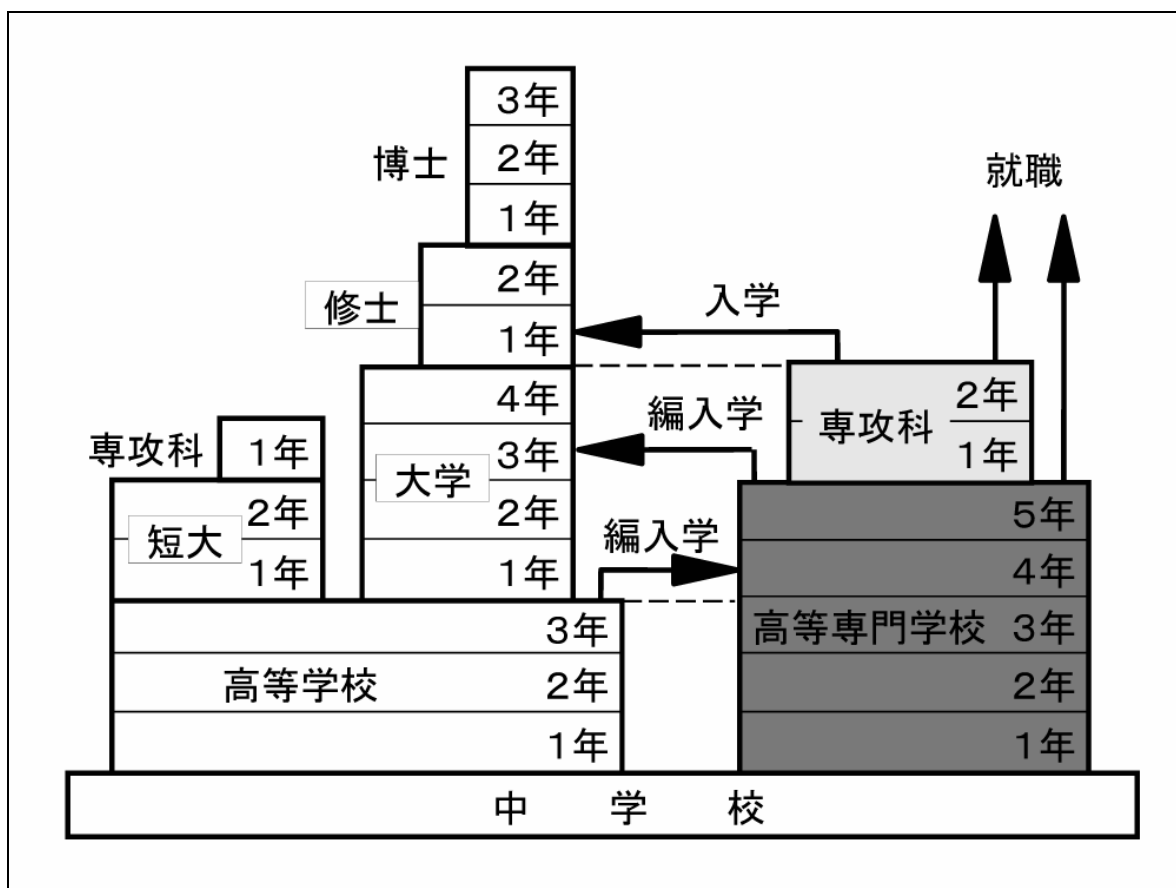 3年
博士
2年
1年
就職
2年
修士
1年
入学
4年
編入学
2年
専攻科
1年
専攻科
1年
3年
大学
2年
短大
2年
1年
1年
編入学
5年
4年
3年
高等学校
2年
1年
高等専門学校
3年
2年
1年
中学校